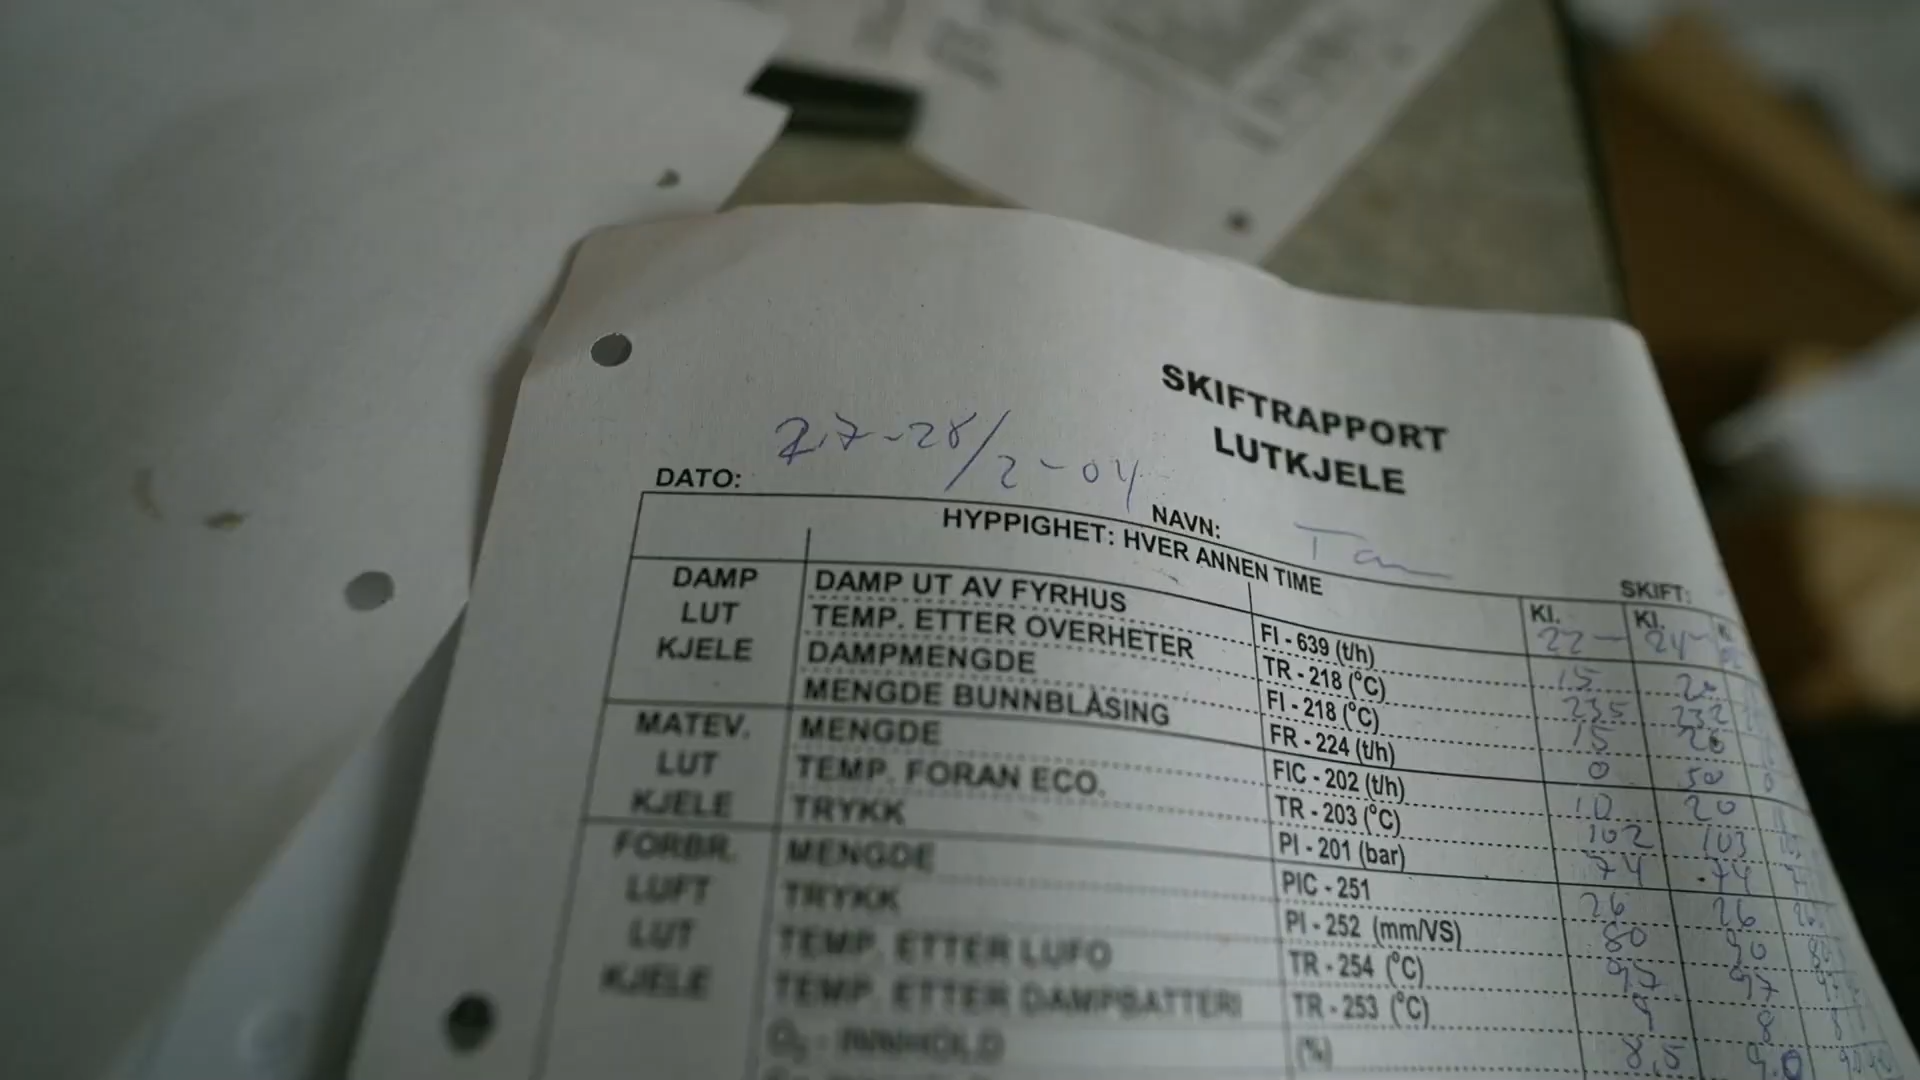 SKIFTRAPPORT
LUTKJELE
DATO: 27-28/2-04 NAVN: SKIFT:
HYPPIGHET: HVER ANNEN TIME Kl. 22 Kl. 24
DAMP DAMP UT AV FYRHUS FI - 639 (t/h) 15
LUT TEMP. ETTER OVERHETER TR - 218 (°C) 235 232
KJELE DAMPMENGDE FI - 218 (°C) 15
MENGDE BUNNBLÅSING FR - 224 (t/h) 0 50
MATEV. MENGDE FIC - 202 (t/h) 10 20
LUT TEMP. FORAN ECO. TR - 203 (°C) 102 103
KJELE TRYKK PI - 201 (bar) 74 74
FORBR. MENGDE PIC - 251 26 26
LUFT TRYKK PI - 252 (mm/VS) 80 90
LUT TEMP. ETTER LUFO TR - 254 (°C) 97 97
KJELE TEMP. ETTER DAMPBATTERI TR - 253 (°C) 9 8
O₂ - INNHOLD (%) 8,5 9.0